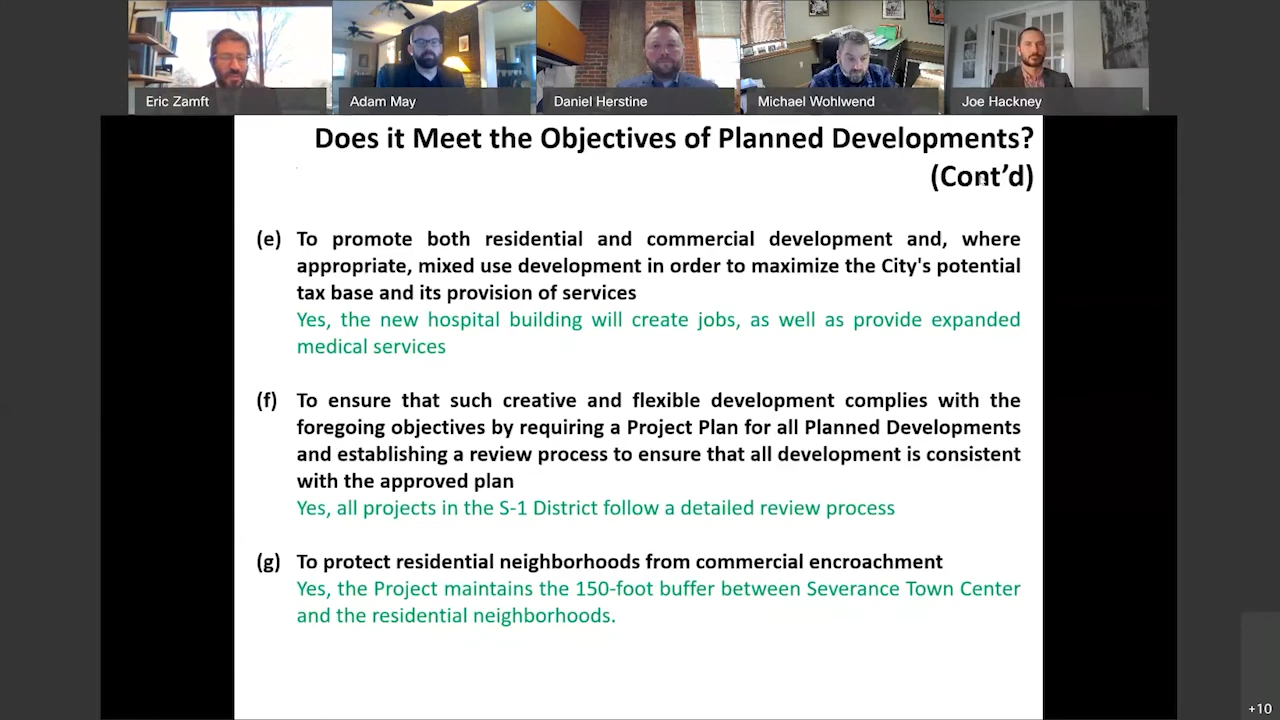 Eric Zamft
Adam May
Daniel Herstine
Michael Wohlwend
Joe Hackney
Does it Meet the Objectives of Planned Developments?
(Cont’d)
(e) To promote both residential and commercial development and, where
appropriate, mixed use development in order to maximize the City's potential
tax base and its provision of services
Yes, the new hospital building will create jobs, as well as provide expanded
medical services
(f) To ensure that such creative and flexible development complies with the
foregoing objectives by requiring a Project Plan for all Planned Developments
and establishing a review process to ensure that all development is consistent
with the approved plan
Yes, all projects in the S-1 District follow a detailed review process
(g) To protect residential neighborhoods from commercial encroachment
Yes, the Project maintains the 150-foot buffer between Severance Town Center
and the residential neighborhoods.
+10